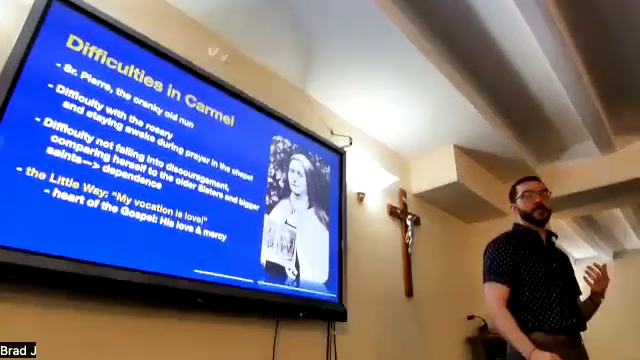 Difficulties in Carmel
- Sr. Pierre, the cranky old nun
- Difficulty with the rosary
and staying awake during prayer in the chapel
- Difficulty not falling into discouragement,
comparing herself to the older Sisters and bigger
saints—> dependence
- the Little Way: "My vocation is love!"
- heart of the Gospel: His love & mercy
Brad J